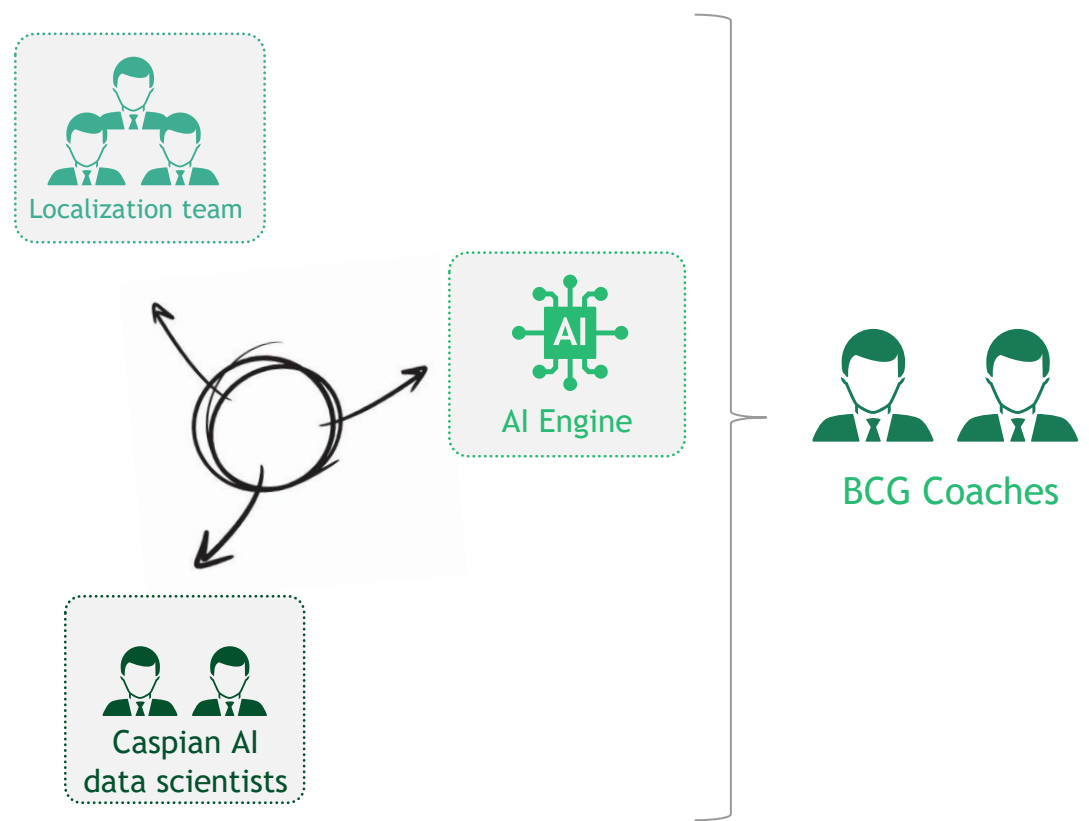 Localization team
AI
AI Engine
BCG Coaches
Caspian AI
data scientists